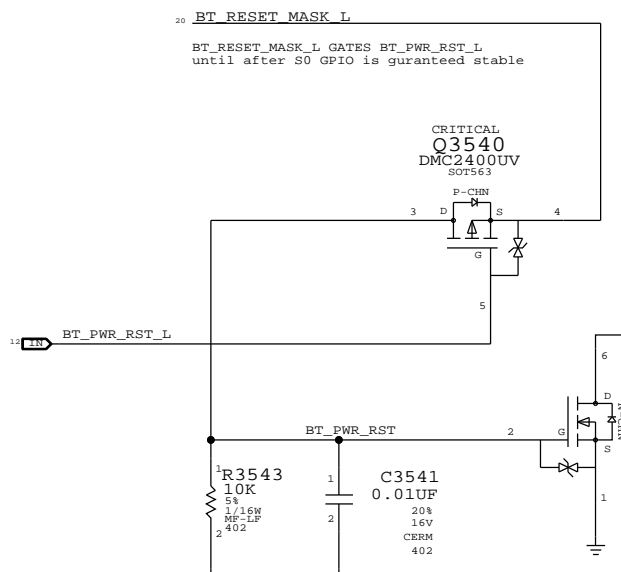 20 BT_RESET_MASK_L
BT_RESET_MASK_L GATES BT_PWR_RST_L
until after S0 GPIO is guranteed stable
CRITICAL
Q3540
DMC2400UV
SOT563
P-CHN
3 D S 4
G
5
12 IN BT_PWR_RST_L
6
D
N-CHN
BT_PWR_RST 2 G
S
1
1
R3543
10K
5%
1/16W
MF-LF
402
2
1
C3541
0.01UF
2
20%
16V
CERM
402